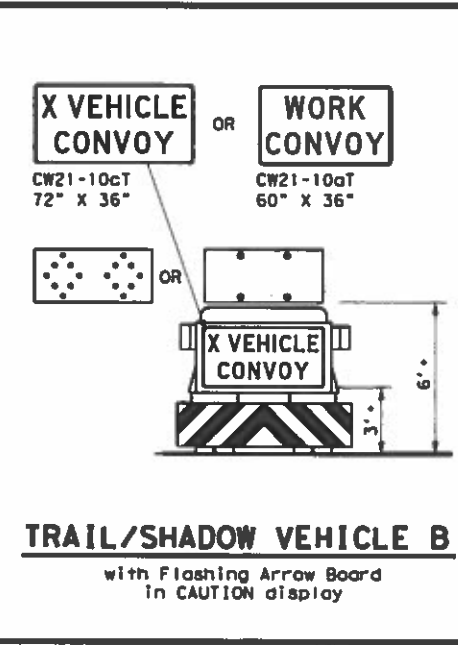 X VEHICLE
CONVOY
OR
WORK
CONVOY
CW21-10cT
72" X 36"
CW21-10aT
60" X 36"
OR
X VEHICLE
CONVOY
6'+
3'+
TRAIL/SHADOW VEHICLE B
with Flashing Arrow Board
in CAUTION display